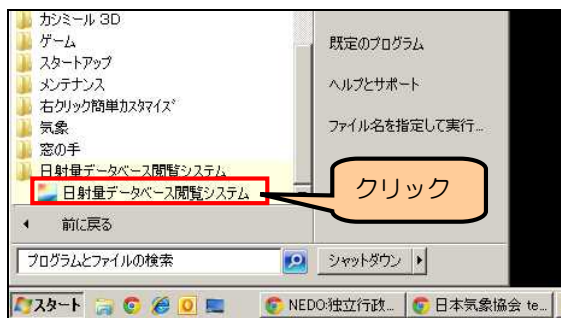 カシミール 3D
ゲーム
スタートアップ
メンテナンス
右クリック簡単カスタマイズ
気象
窓の手
日射量データベース閲覧システム
日射量データベース閲覧システム
前に戻る
プログラムとファイルの検索
既定のプログラム
ヘルプとサポート
ファイル名を指定して実行...
クリック
シャットダウン
スタート
NEDO:独立行政...
日本気象協会 te...